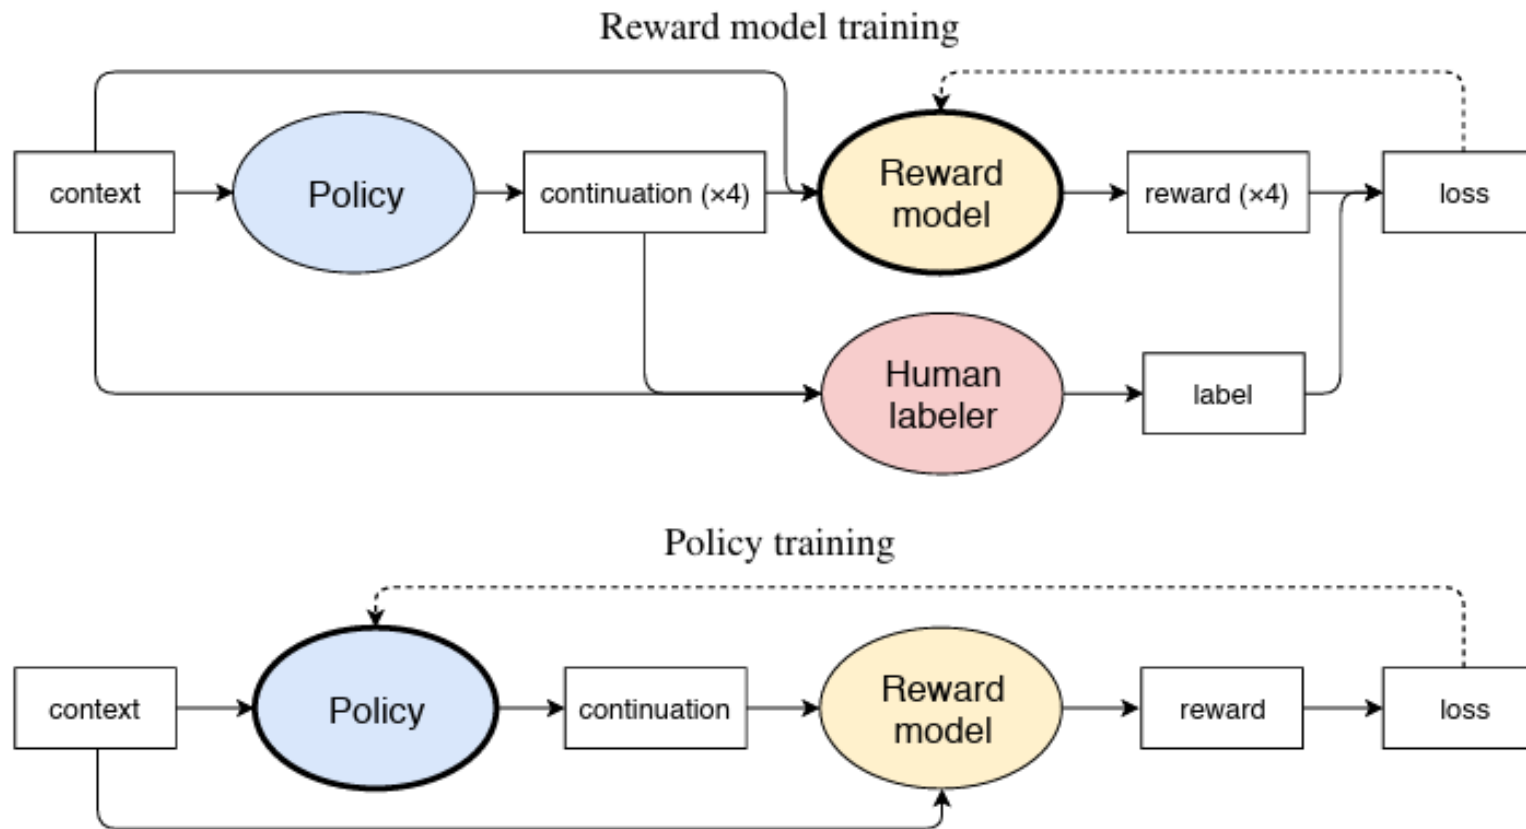 Reward model training
context
Policy
continuation (×4)
Reward
model
reward (×4)
loss
Human
labeler
label
Policy training
context
Policy
continuation
Reward
model
reward
loss